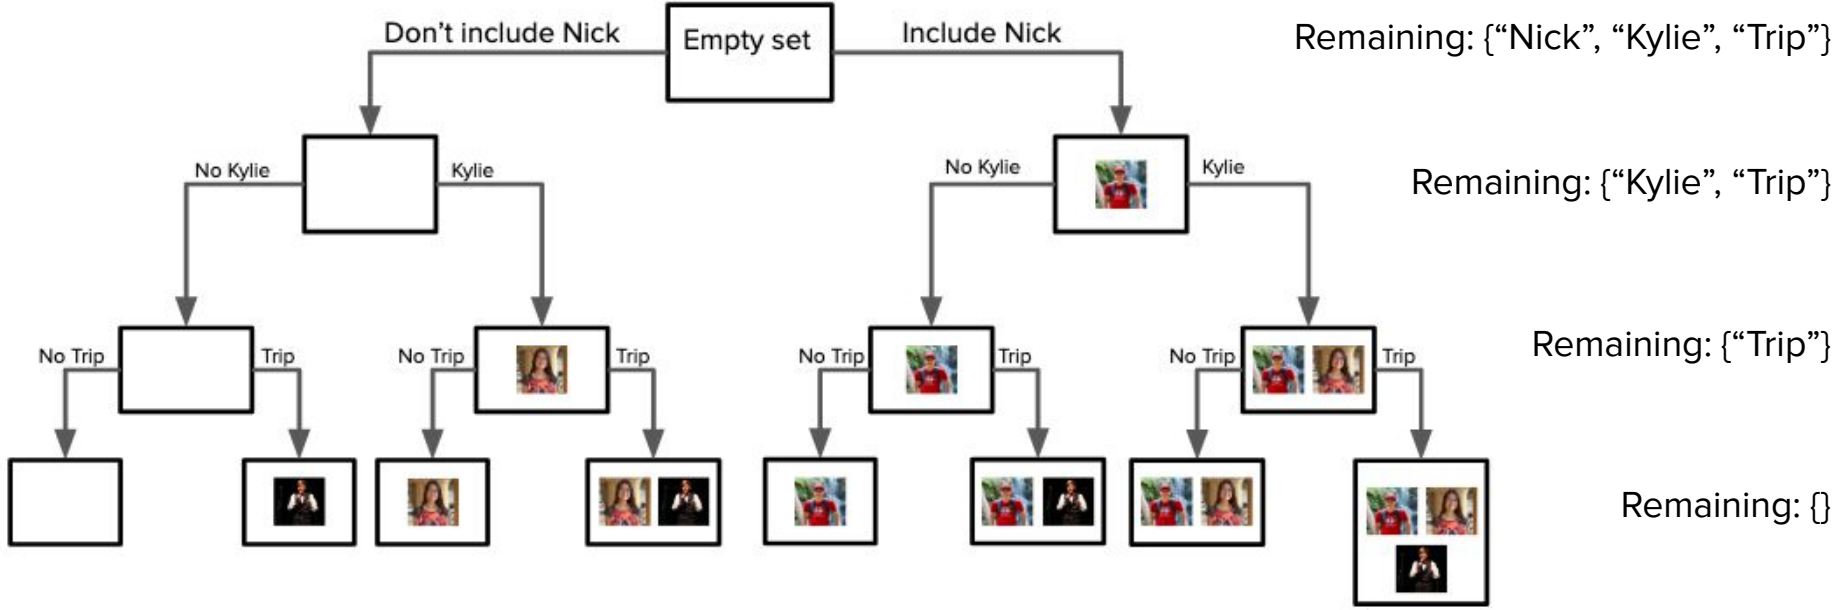 Don’t include Nick
Empty set
Include Nick
Remaining: {“Nick”, “Kylie”, “Trip”}
No Kylie
Kylie
No Kylie
Kylie
Remaining: {“Kylie”, “Trip”}
No Trip
Trip
No Trip
Trip
No Trip
Trip
No Trip
Trip
Remaining: {“Trip”}
Remaining: {}